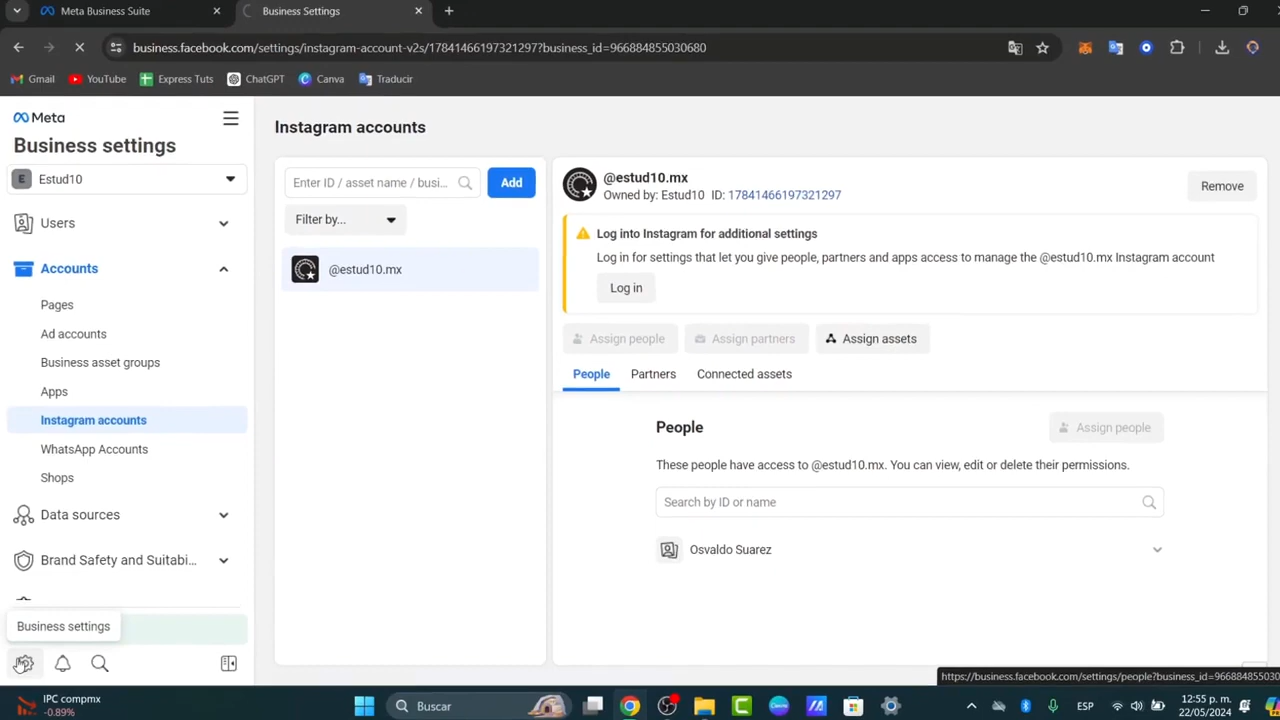 Meta Business Suite
Business Settings
business.facebook.com/settings/instagram-account-v2s/17841466197321297?business_id=966884855030680
Gmail
YouTube
Express Tuts
ChatGPT
Canva
Traducir
Meta
Business settings
E Estud10
Users
Accounts
Pages
Ad accounts
Business asset groups
Apps
Instagram accounts
WhatsApp Accounts
Shops
Data sources
Brand Safety and Suitabi...
Business settings
Instagram accounts
Enter ID / asset name / busi...
Add
Filter by...
@estud10.mx
@estud10.mx
Owned by: Estud10 ID: 17841466197321297
Remove
Log into Instagram for additional settings
Log in for settings that let you give people, partners and apps access to manage the @estud10.mx Instagram account
Log in
Assign people
Assign partners
Assign assets
People
Partners
Connected assets
People
Assign people
These people have access to @estud10.mx. You can view, edit or delete their permissions.
Search by ID or name
Osvaldo Suarez
https://business.facebook.com/settings/people?business_id=966884855030
IPC compmx
-0.89%
Buscar
ESP
12:55 p. m.
22/05/2024